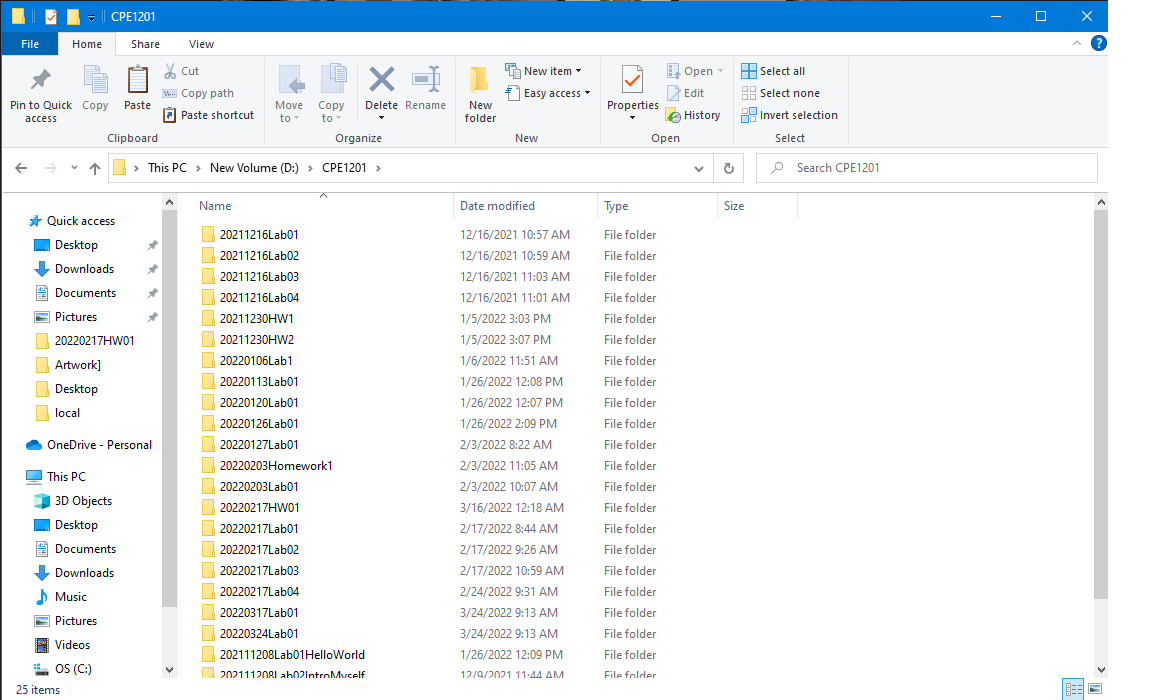 CPE1201
File Home Share View
Pin to Quick access
Copy
Paste
Cut
Copy path
Paste shortcut
Clipboard
Move to
Copy to
Delete
Rename
Organize
New folder
New item
Easy access
New
Properties
Open
Edit
History
Open
Select all
Select none
Invert selection
Select
This PC > New Volume (D:) > CPE1201 >
Search CPE1201
Quick access
Desktop
Downloads
Documents
Pictures
20220217HW01
Artwork]
Desktop
local
OneDrive - Personal
This PC
3D Objects
Desktop
Documents
Downloads
Music
Pictures
Videos
OS (C:)
Name Date modified Type Size
20211216Lab01 12/16/2021 10:57 AM File folder
20211216Lab02 12/16/2021 10:59 AM File folder
20211216Lab03 12/16/2021 11:03 AM File folder
20211216Lab04 12/16/2021 11:01 AM File folder
20211230HW1 1/5/2022 3:03 PM File folder
20211230HW2 1/5/2022 3:07 PM File folder
20220106Lab1 1/6/2022 11:51 AM File folder
20220113Lab01 1/26/2022 12:08 PM File folder
20220120Lab01 1/26/2022 12:07 PM File folder
20220126Lab01 1/26/2022 2:09 PM File folder
20220127Lab01 2/3/2022 8:22 AM File folder
20220203Homework1 2/3/2022 11:05 AM File folder
20220203Lab01 2/3/2022 10:07 AM File folder
20220217HW01 3/16/2022 12:18 AM File folder
20220217Lab01 2/17/2022 8:44 AM File folder
20220217Lab02 2/17/2022 9:26 AM File folder
20220217Lab03 2/17/2022 10:59 AM File folder
20220217Lab04 2/24/2022 9:31 AM File folder
20220317Lab01 3/24/2022 9:13 AM File folder
20220324Lab01 3/24/2022 9:13 AM File folder
202111208Lab01HelloWorld 1/26/2022 12:09 PM File folder
202111208Lab02IntroMyself 12/9/2021 11:44 AM File folder
25 items